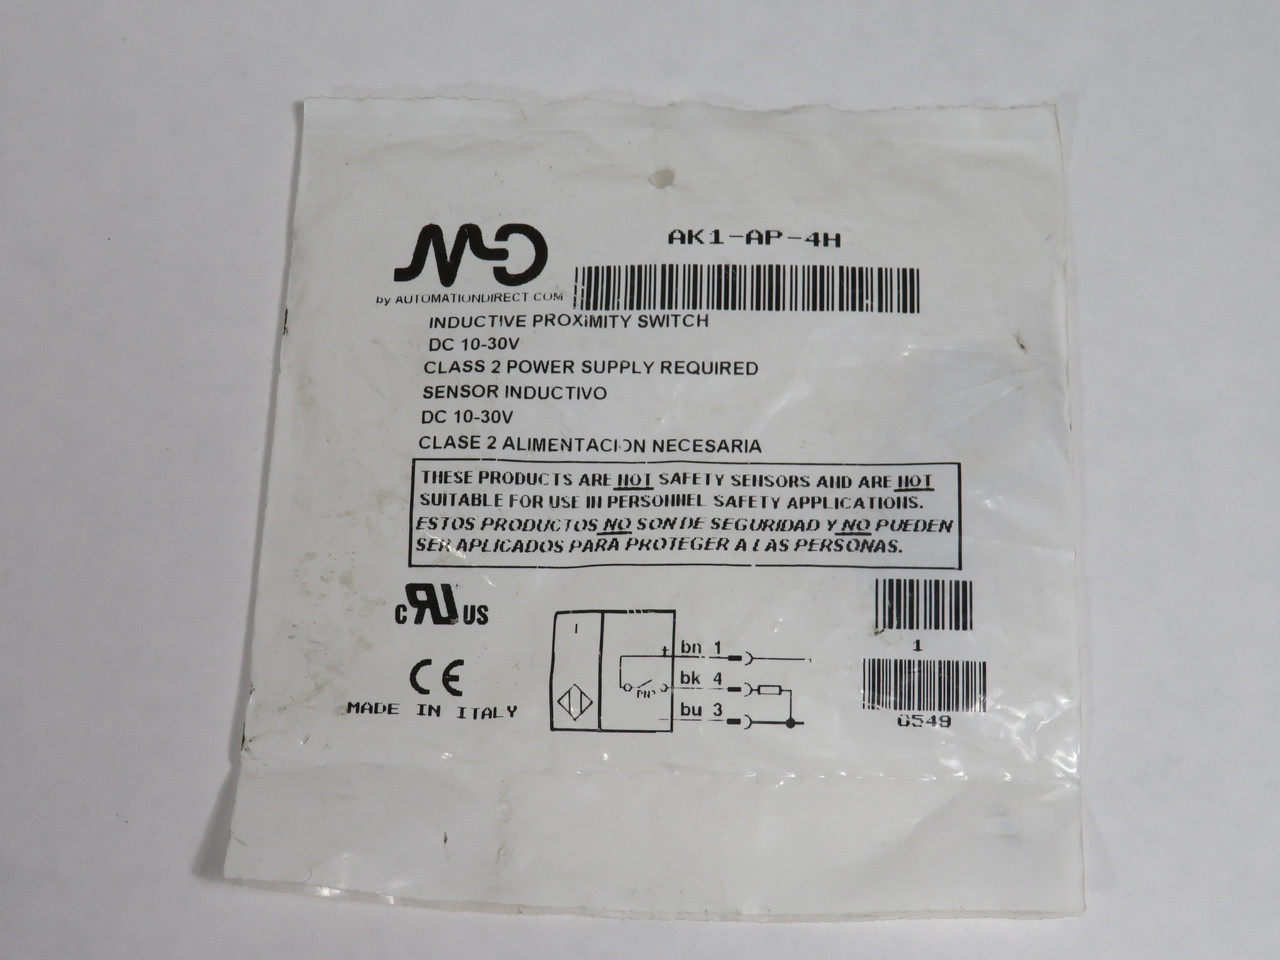 AK1-AP-4H
by AUTOMATIONDIRECT COM
INDUCTIVE PROXIMITY SWITCH
DC 10-30V
CLASS 2 POWER SUPPLY REQUIRED
SENSOR INDUCTIVO
DC 10-30V
CLASE 2 ALIMENTACION NECESARIA
THESE PRODUCTS ARE NOT SAFETY SENSORS AND ARE NOT
SUITABLE FOR USE IN PERSONNEL SAFETY APPLICATIONS.
ESTOS PRODUCTOS NO SON DE SEGURIDAD Y NO PUEDEN
SER APLICADOS PARA PROTEGER A LAS PERSONAS.
C US
CE
MADE IN ITALY
I
+ bn 1
bk 4
bu 3
1
0549